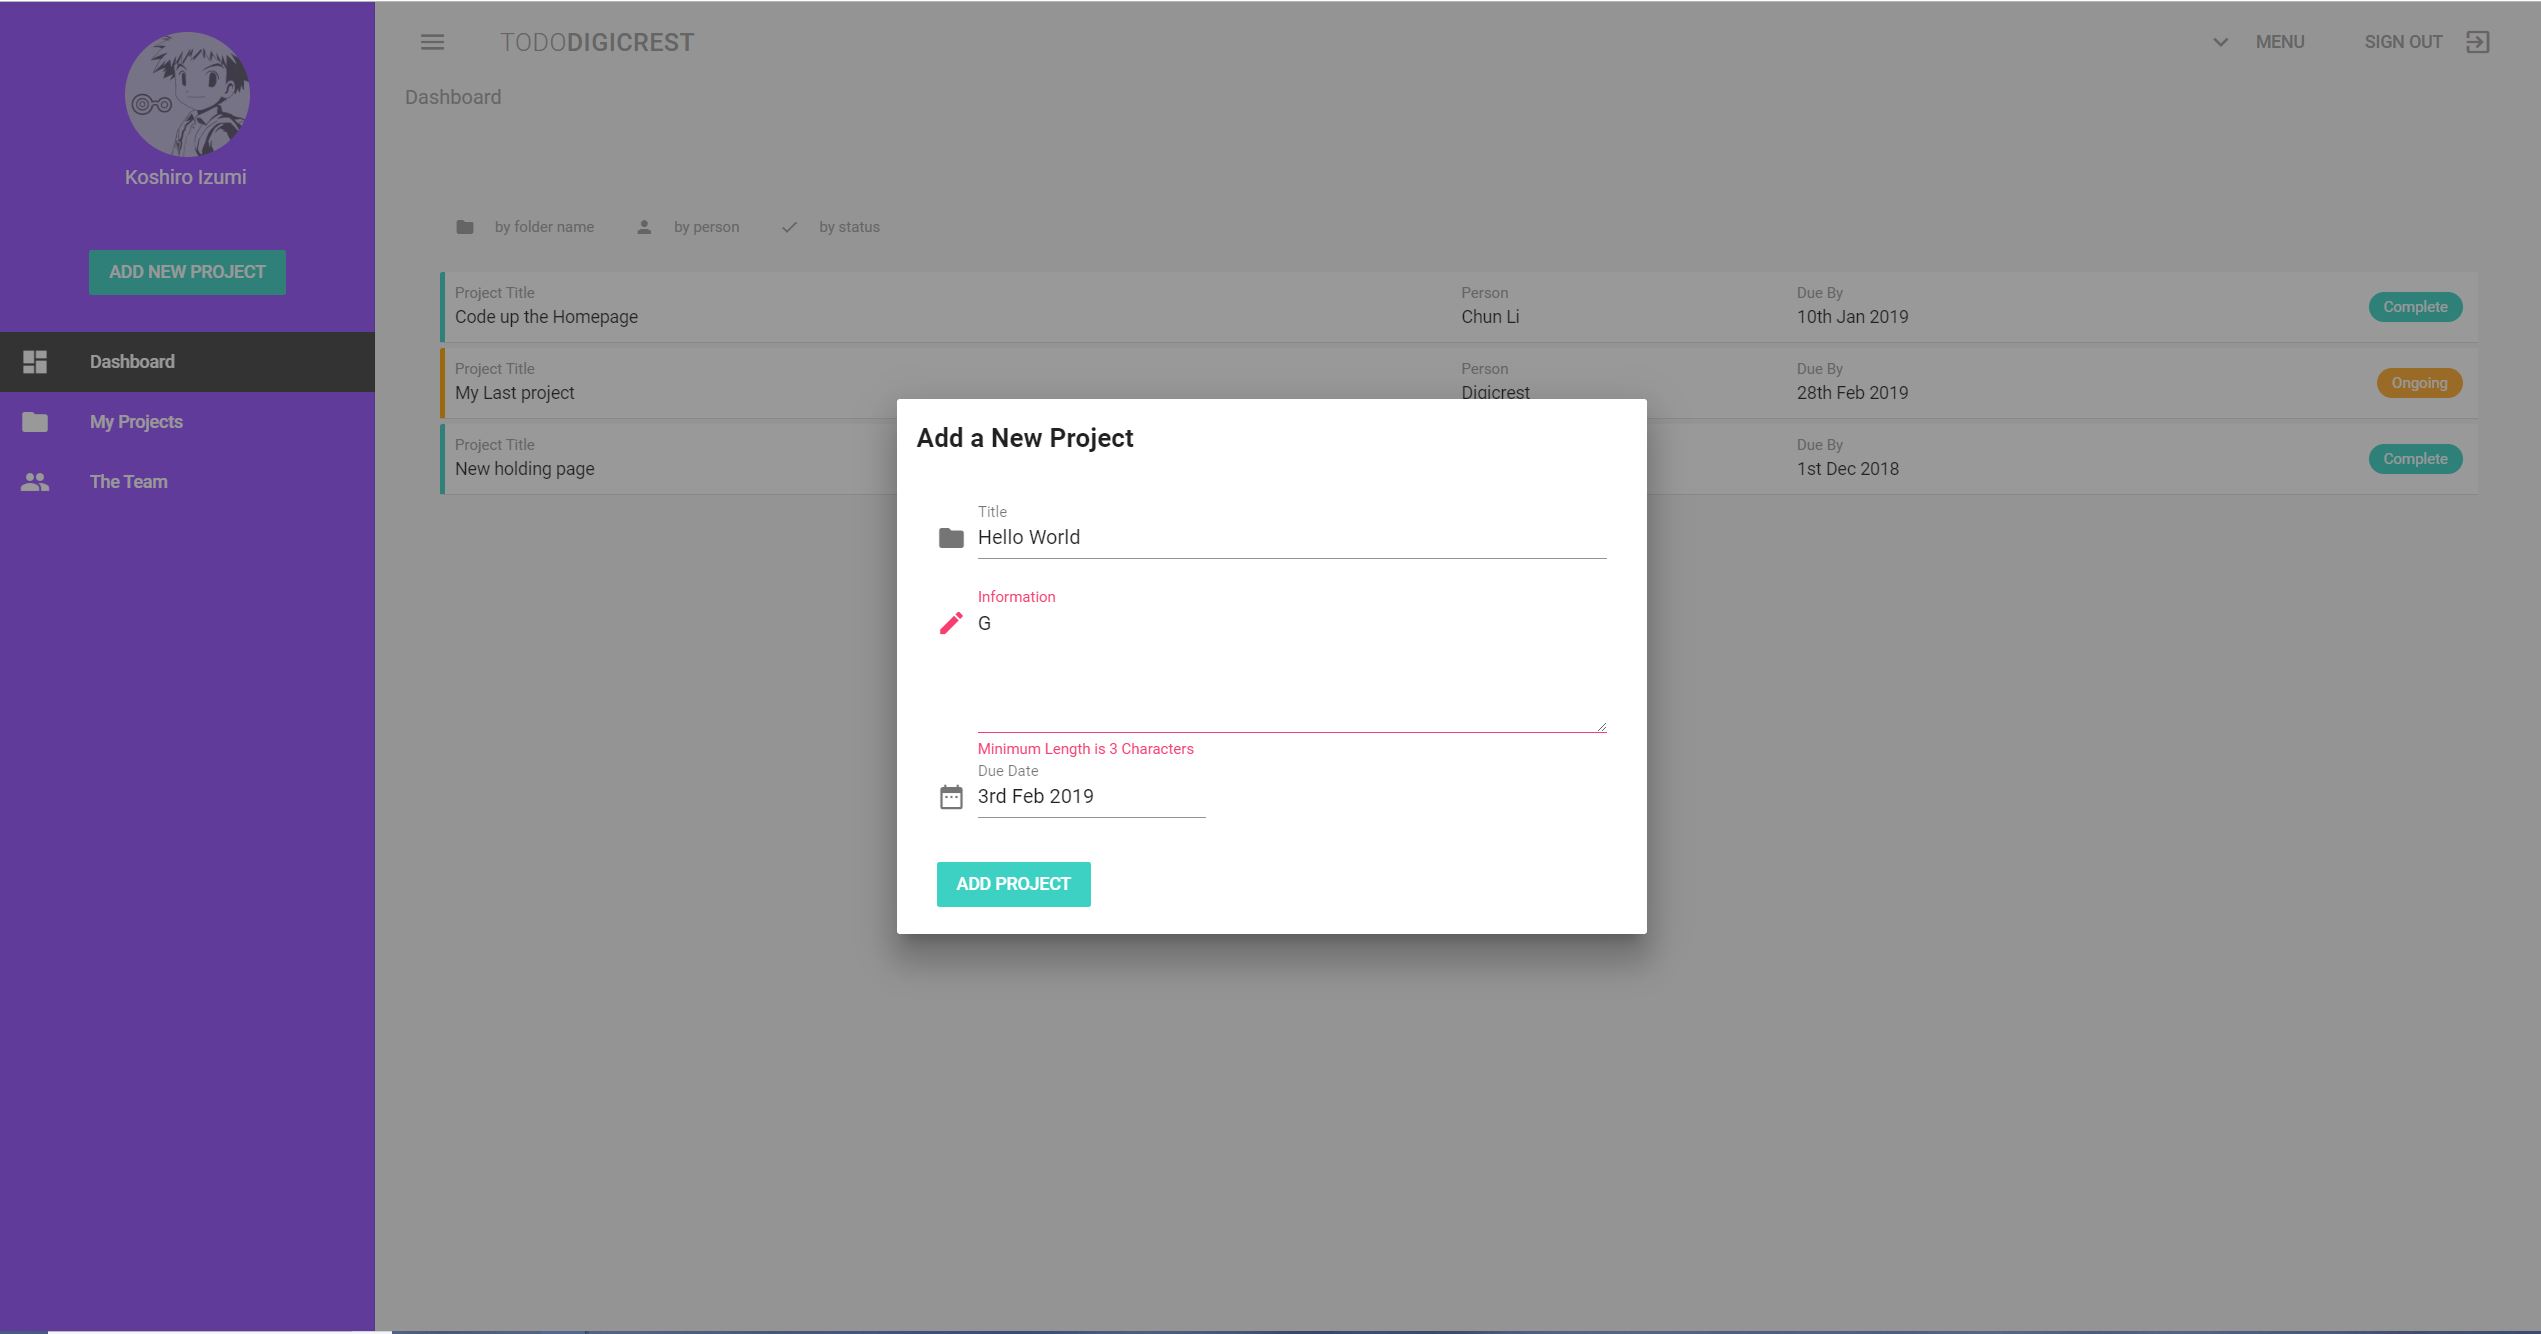 TODODIGICREST
MENU
SIGN OUT
Dashboard
Koshiro Izumi
ADD NEW PROJECT
Dashboard
My Projects
The Team
by folder name
by person
by status
Project Title
Code up the Homepage
Person
Chun Li
Due By
10th Jan 2019
Complete
Project Title
My Last project
Person
Digicrest
Due By
28th Feb 2019
Ongoing
Project Title
New holding page
Due By
1st Dec 2018
Complete
Add a New Project
Title
Hello World
Information
G
Minimum Length is 3 Characters
Due Date
3rd Feb 2019
ADD PROJECT